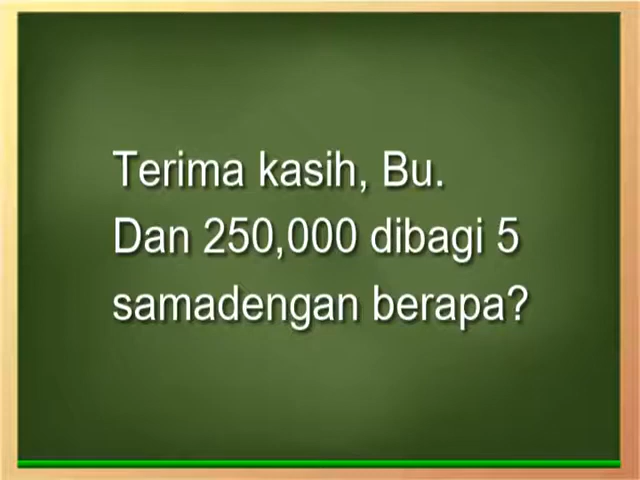 Terima kasih, Bu.
Dan 250,000 dibagi 5
samadengan berapa?